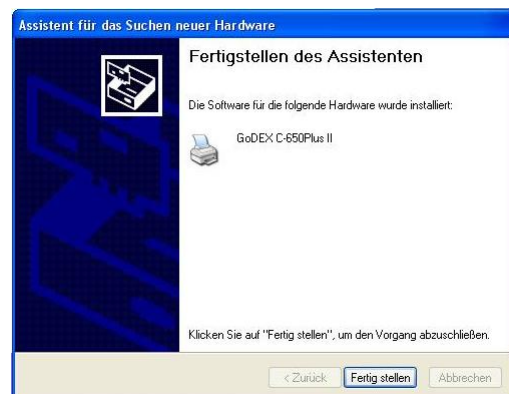 Assistent für das Suchen neuer Hardware
Fertigstellen des Assistenten
Die Software für die folgende Hardware wurde installiert:
GoDEX C-650Plus II
Klicken Sie auf "Fertig stellen", um den Vorgang abzuschließen.
< Zurück Fertig stellen Abbrechen